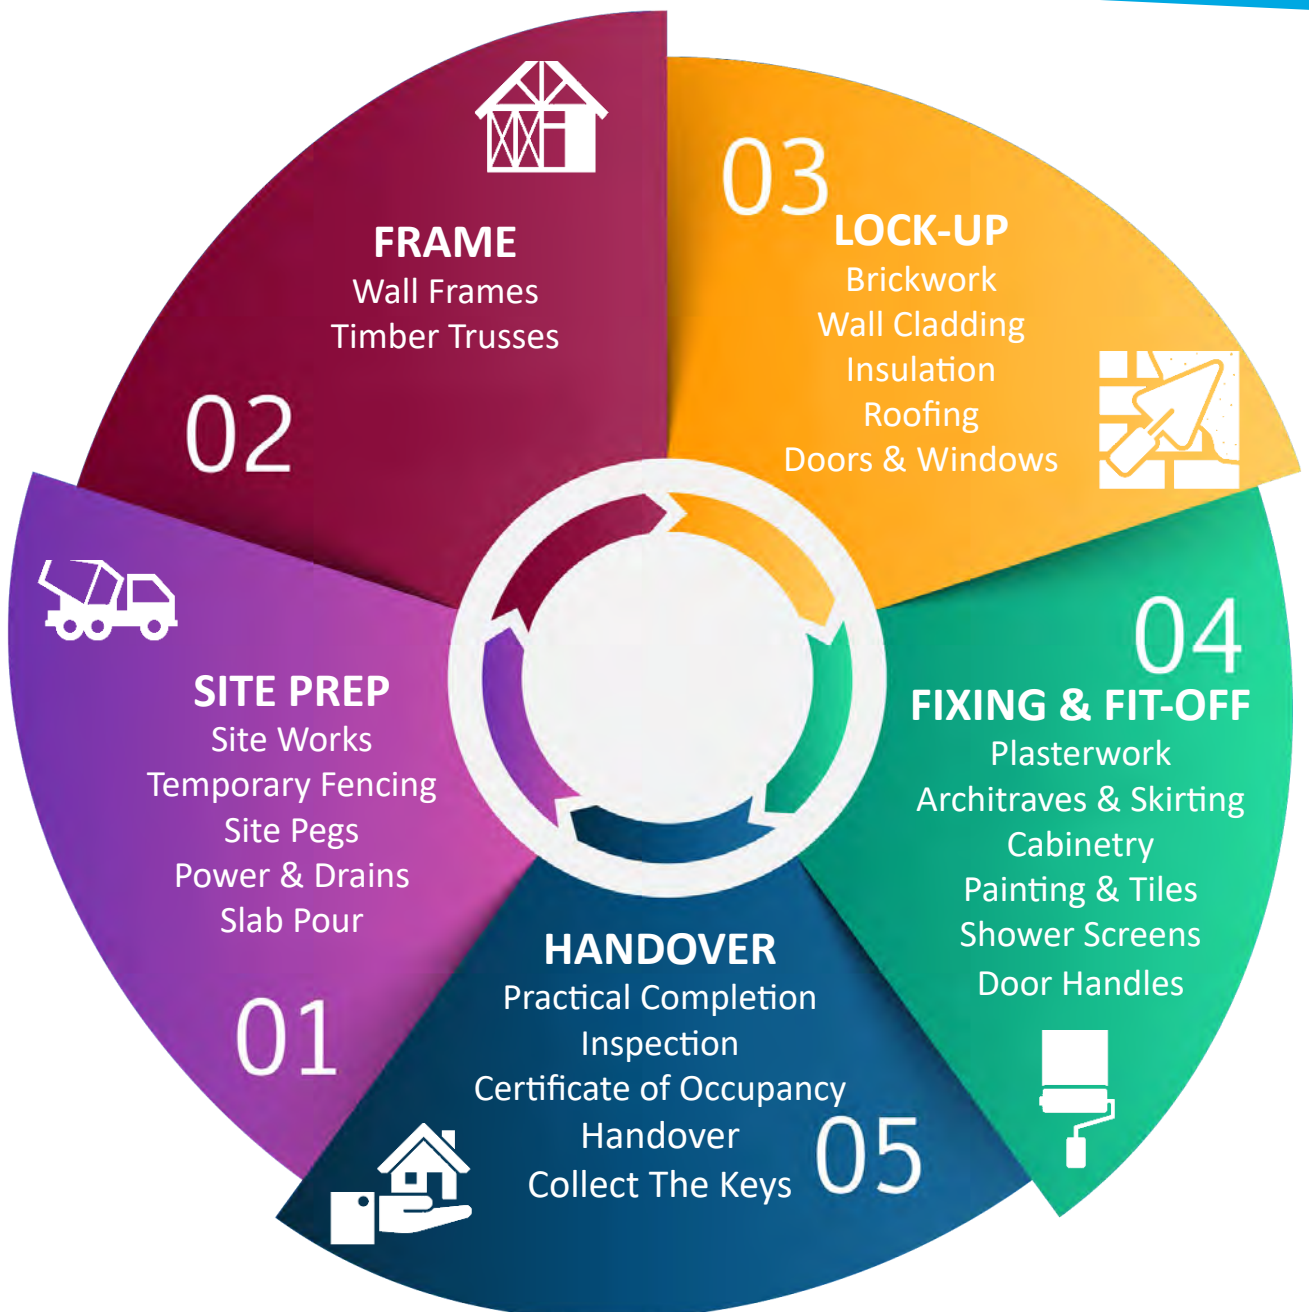 01
SITE PREP
Site Works
Temporary Fencing
Site Pegs
Power & Drains
Slab Pour
02
FRAME
Wall Frames
Timber Trusses
03
LOCK-UP
Brickwork
Wall Cladding
Insulation
Roofing
Doors & Windows
04
FIXING & FIT-OFF
Plasterwork
Architraves & Skirting
Cabinetry
Painting & Tiles
Shower Screens
Door Handles
05
HANDOVER
Practical Completion
Inspection
Certificate of Occupancy
Handover
Collect The Keys